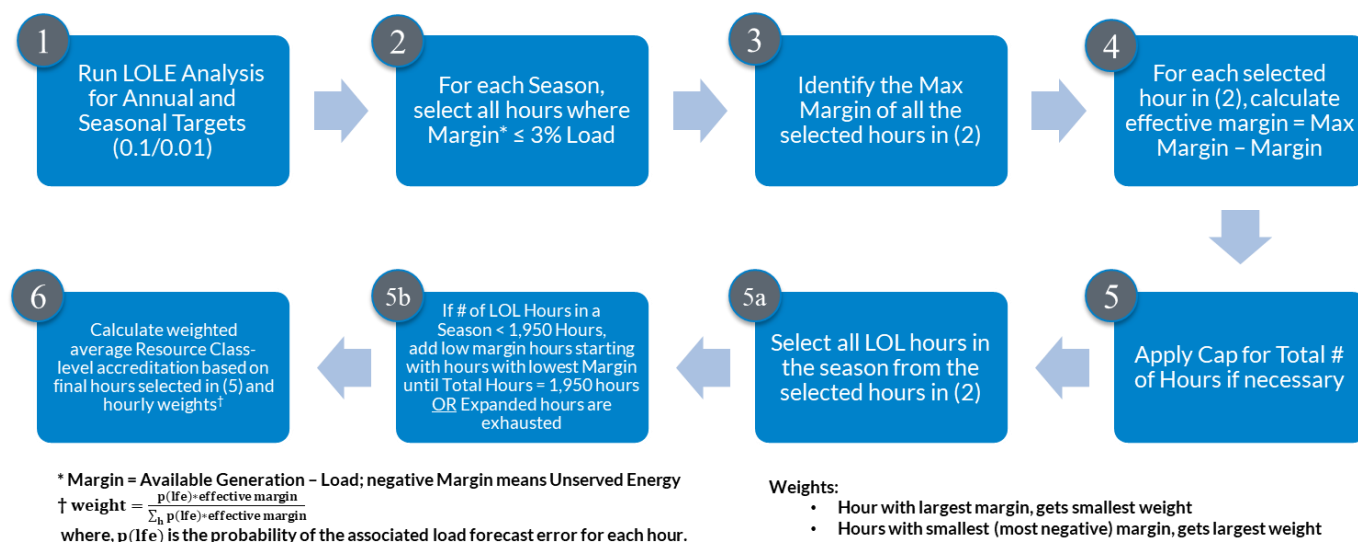 1
Run LOLE Analysis
for Annual and
Seasonal Targets
(0.1/0.01)
2
For each Season,
select all hours where
Margin* ≤ 3% Load
3
Identify the Max
Margin of all the
selected hours in (2)
4
For each selected
hour in (2), calculate
effective margin = Max
Margin – Margin
5
Apply Cap for Total #
of Hours if necessary
5a
Select all LOL hours in
the season from the
selected hours in (2)
5b
If # of LOL Hours in a
Season < 1,950 Hours,
add low margin hours starting
with hours with lowest Margin
until Total Hours = 1,950 hours
OR Expanded hours are
exhausted
6
Calculate weighted
average Resource Class-
level accreditation based on
final hours selected in (5) and
hourly weights†
* Margin = Available Generation – Load; negative Margin means Unserved Energy
† weight = p(lfe)*effective margin / ∑h p(lfe)*effective margin
where, p(lfe) is the probability of the associated load forecast error for each hour.
Weights:
• Hour with largest margin, gets smallest weight
• Hours with smallest (most negative) margin, gets largest weight